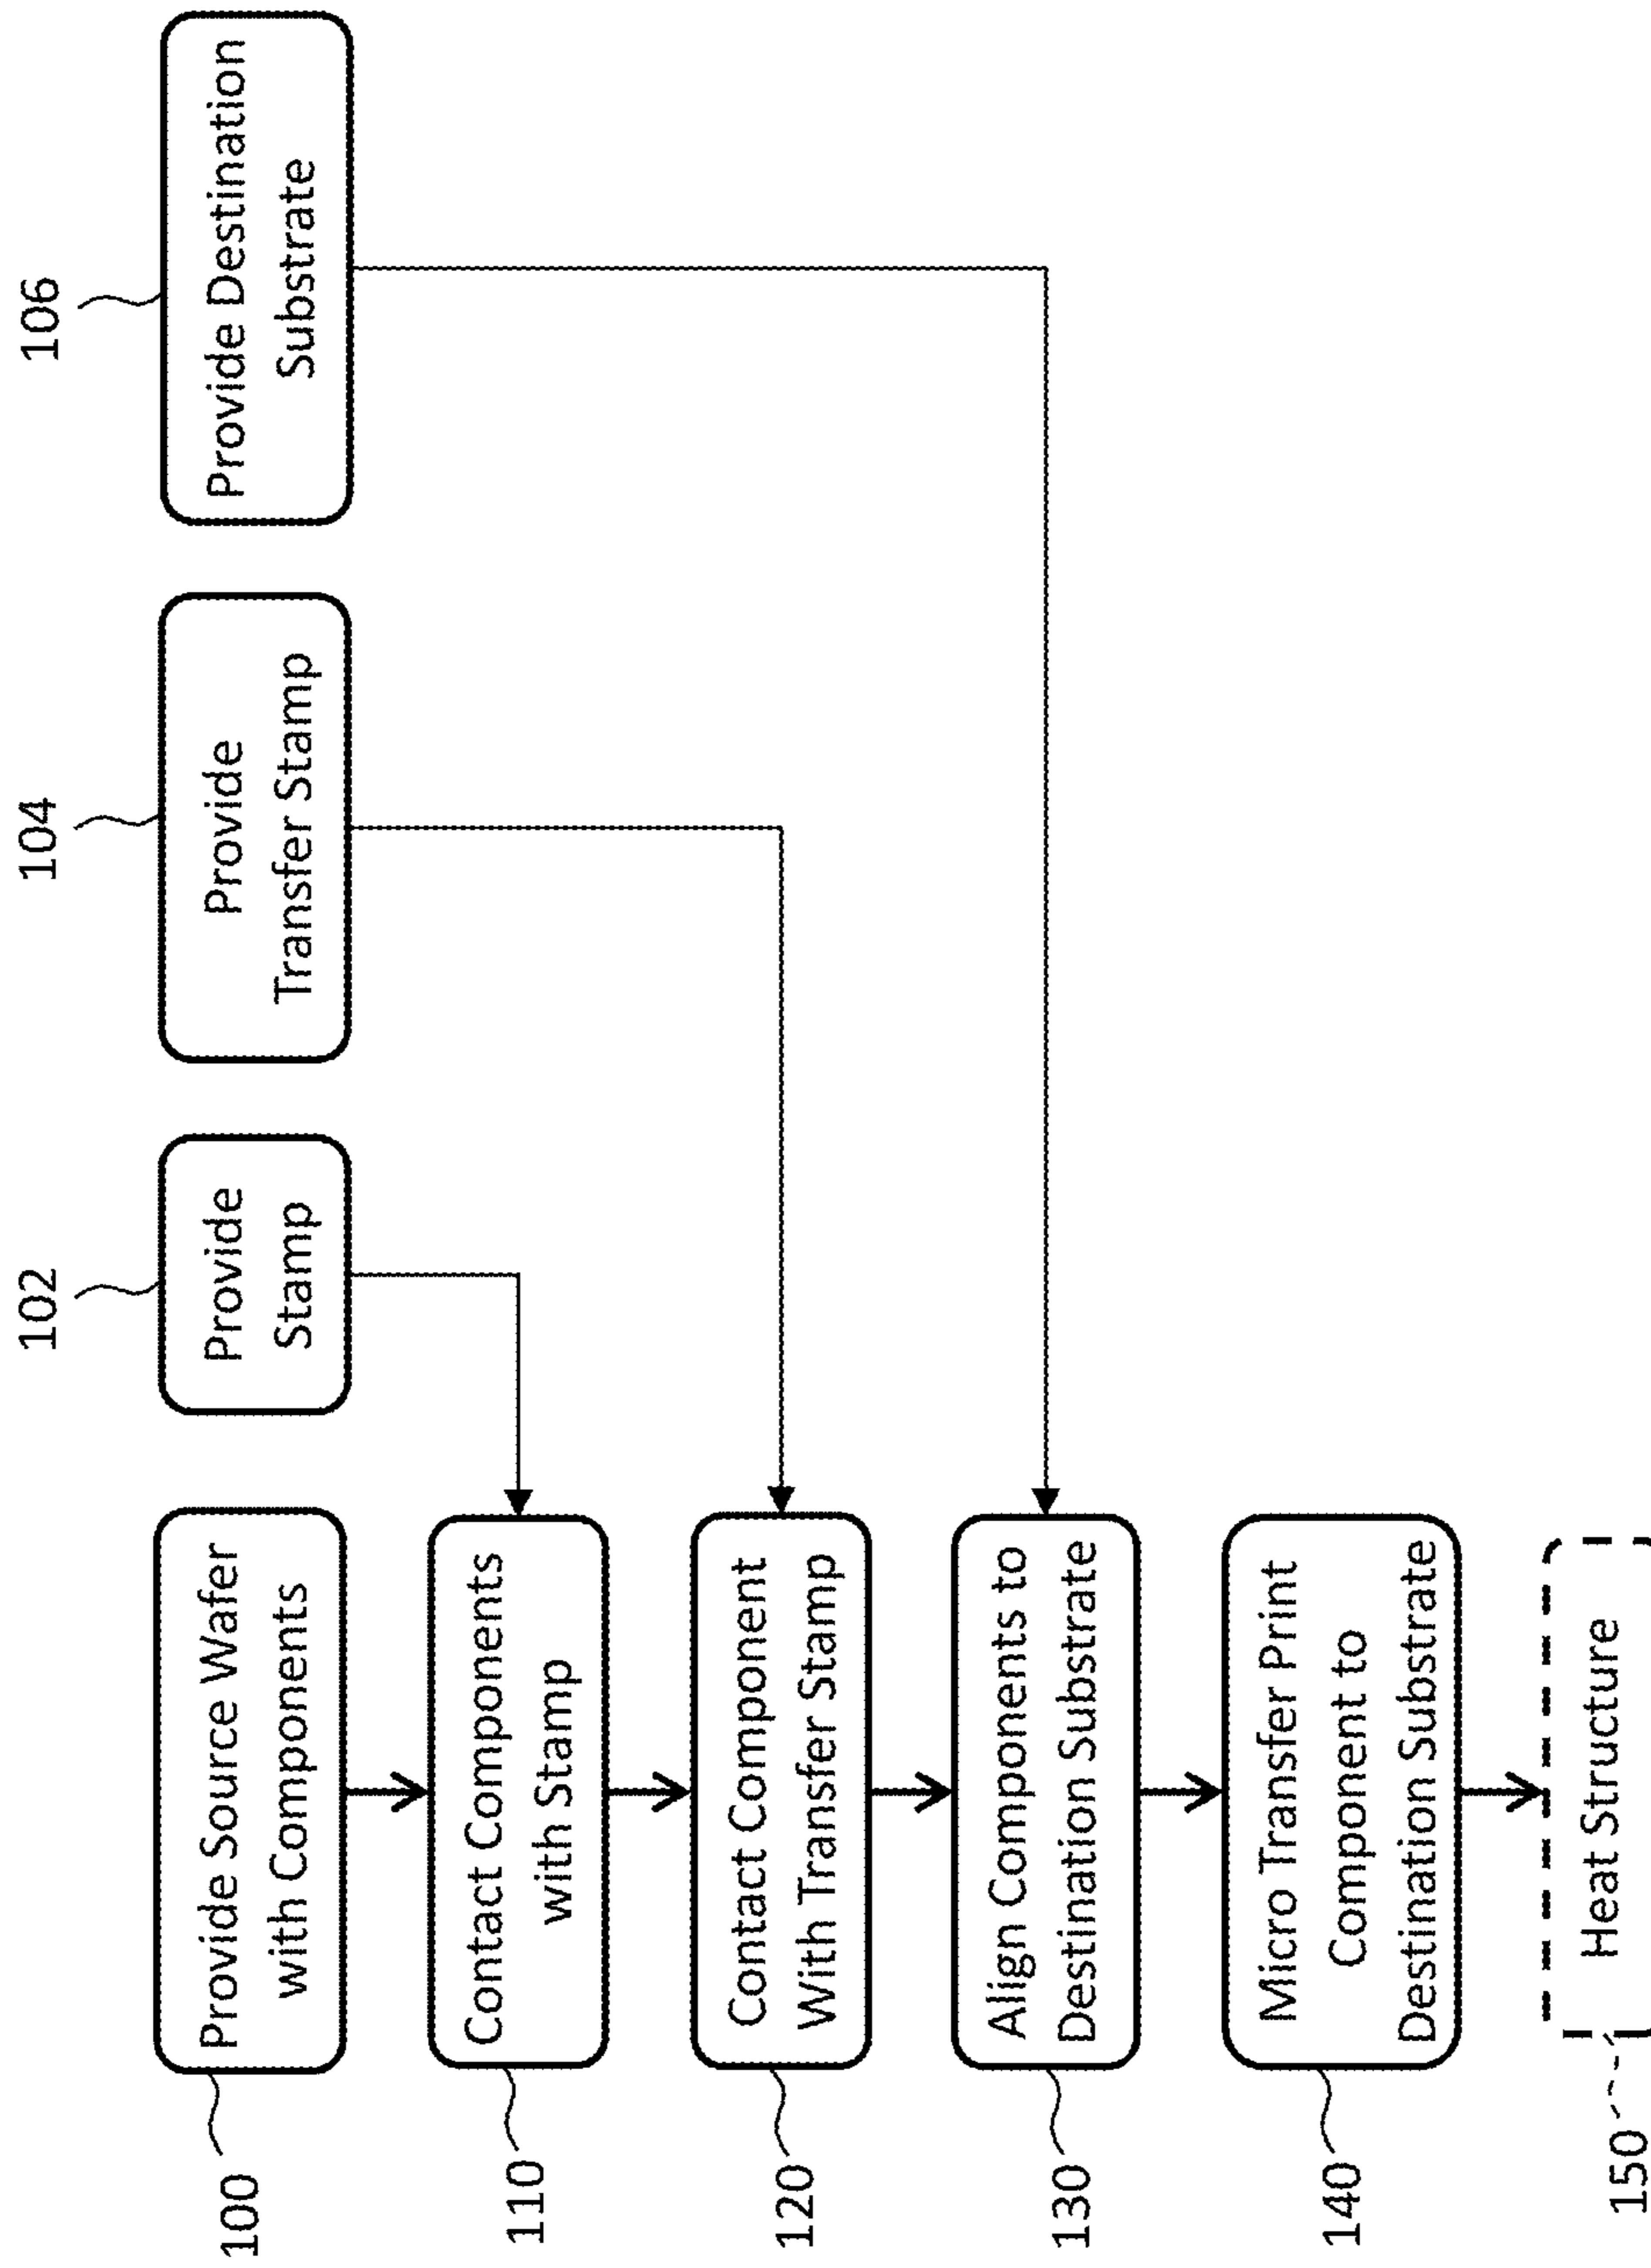 100
Provide Source Wafer
with Components
102
Provide
Stamp
104
Provide
Transfer Stamp
106
Provide Destination
Substrate
110
Contact Components
with Stamp
120
Contact Component
With Transfer Stamp
130
Align Components to
Destination Substrate
140
Micro Transfer Print
Component to
Destination Substrate
150
Heat Structure